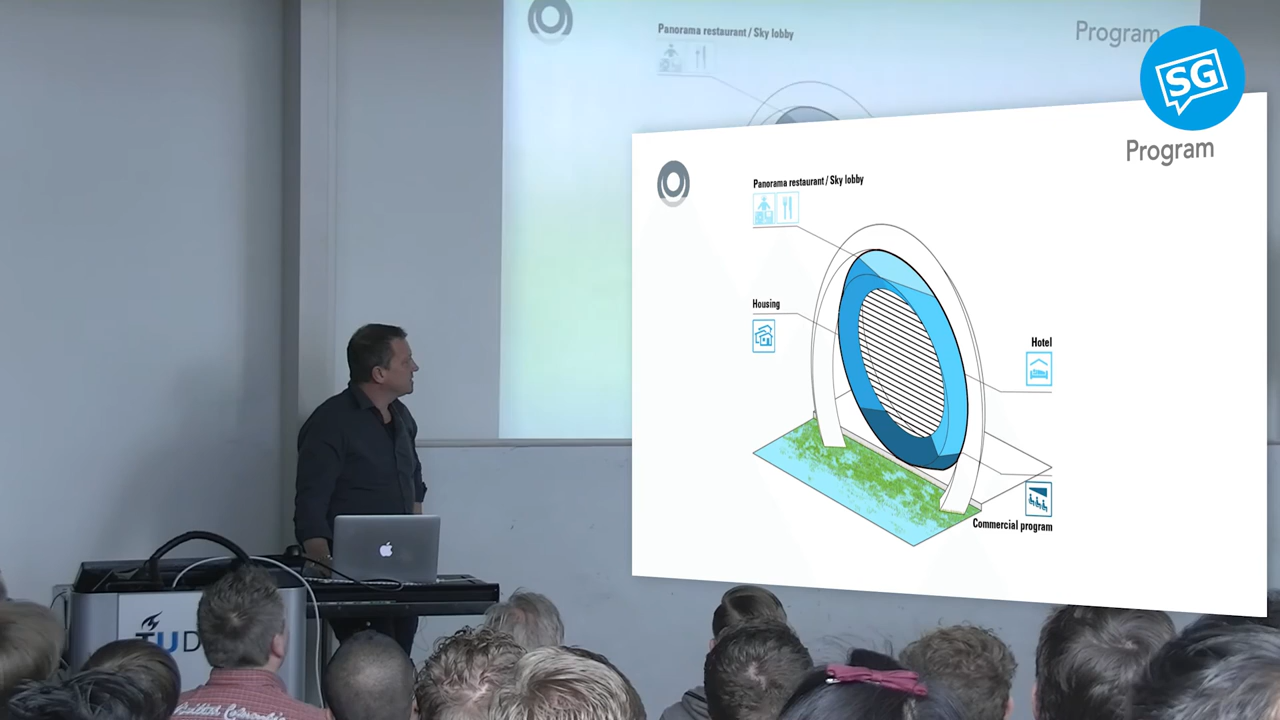 Panorama restaurant / Sky lobby
Program
SG
Program
Panorama restaurant / Sky lobby
Housing
Hotel
Commercial program
TU D